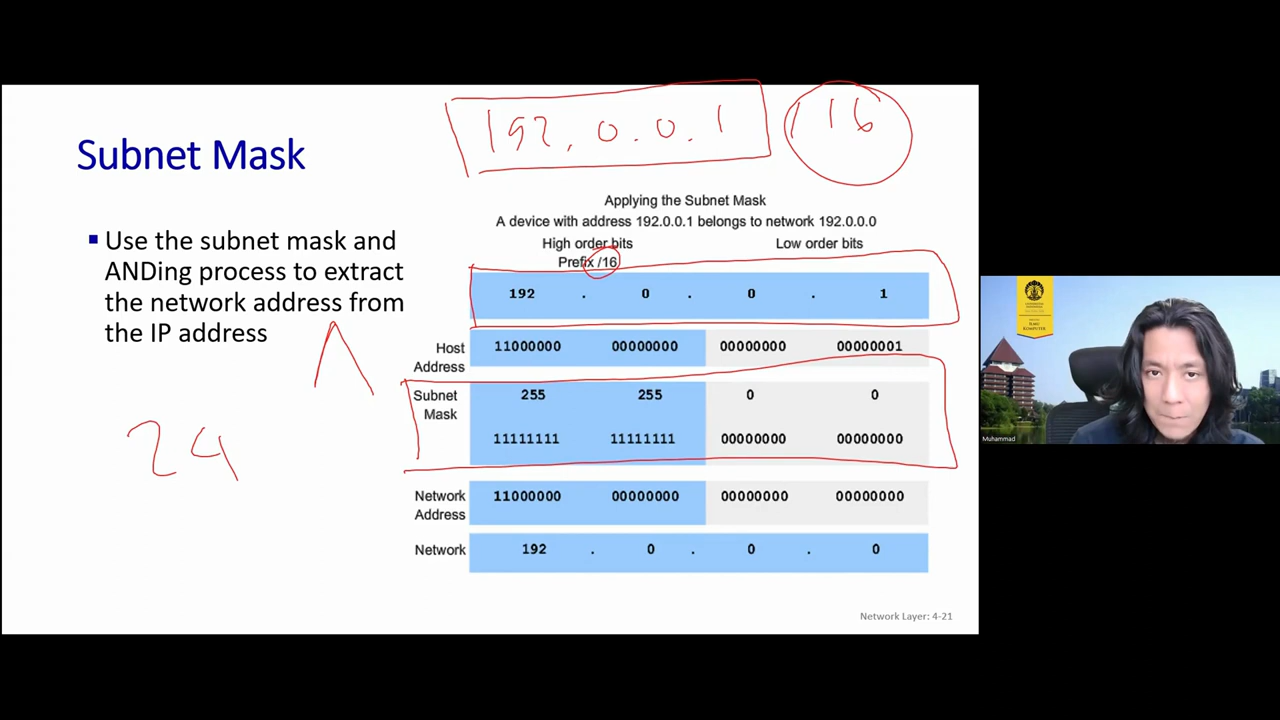 192.0.0.1 /16
Subnet Mask
Applying the Subnet Mask
A device with address 192.0.0.1 belongs to network 192.0.0.0
High order bits Low order bits
Prefix /16
▪ Use the subnet mask and
ANDing process to extract
the network address from
the IP address
192 . 0 . 0 . 1
Host Address 11000000 00000000 00000000 00000001
Subnet Mask 255 255 0 0
11111111 11111111 00000000 00000000
24
Network Address 11000000 00000000 00000000 00000000
Network 192 . 0 . 0 . 0
Network Layer: 4-21
Muhammad